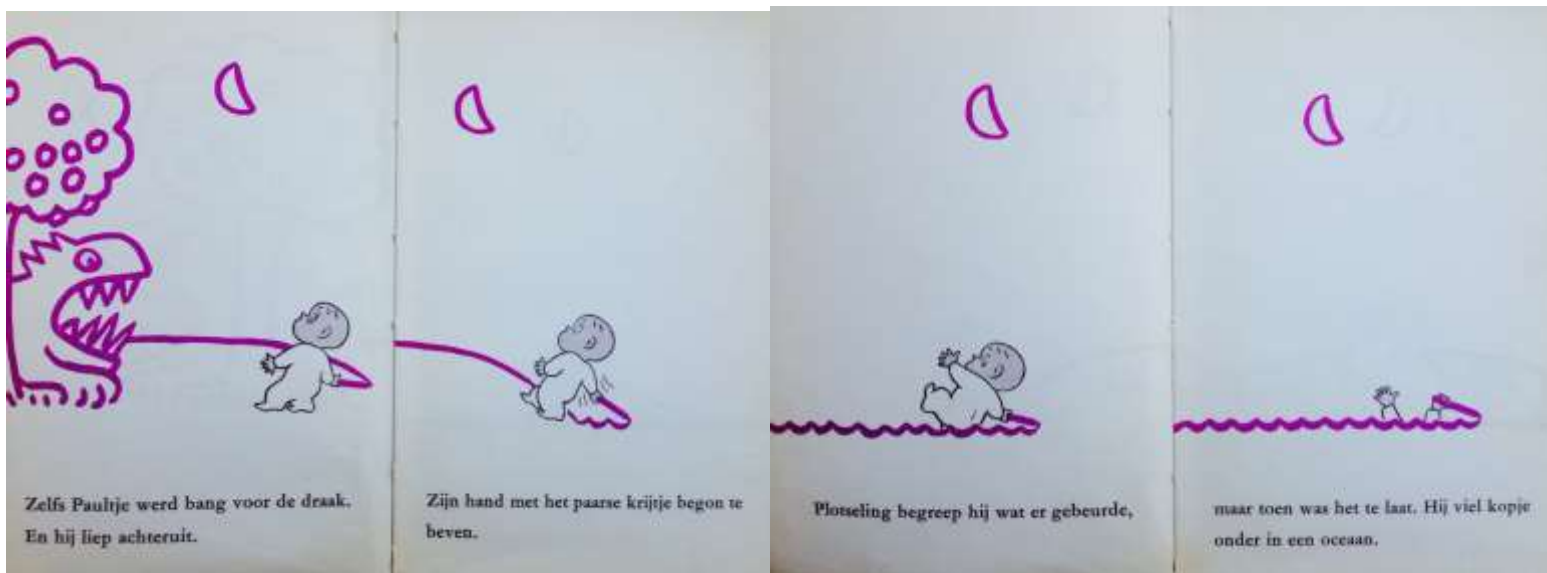 Zelfs Paultje werd bang voor de draak.
En hij liep achteruit.
Zijn hand met het paarse krijtje begon te
beven.
Plotseling begreep hij wat er gebeurde,
maar toen was het te laat. Hij viel kopje
onder in een oceaan.